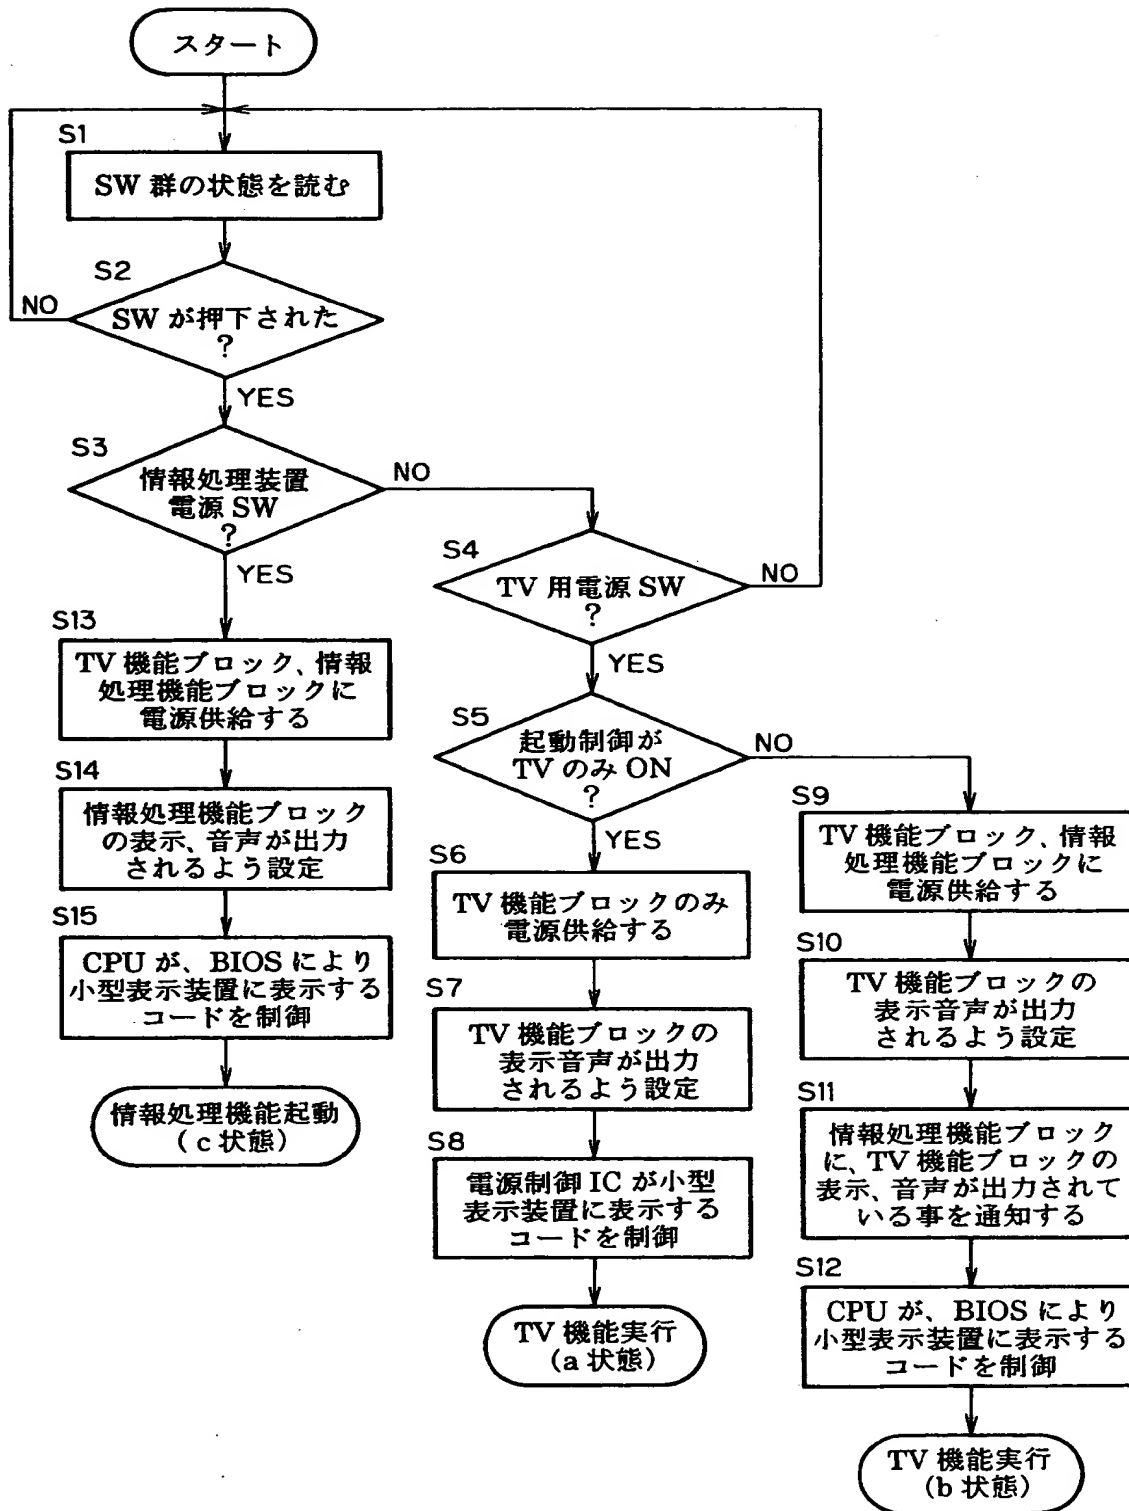 スタート
S1
SW 群の状態を読む
S2
NO
SW が押下された
?
YES
S3
情報処理装置
電源 SW
?
NO
YES
S4
TV 用電源 SW
?
NO
YES
S5
起動制御が
TV のみ ON
?
NO
YES
S13
TV 機能ブロック、情報
処理機能ブロックに
電源供給する
S14
情報処理機能ブロック
の表示、音声が出力
されるよう設定
S15
CPU が、BIOS により
小型表示装置に表示する
コードを制御
情報処理機能起動
(c 状態)
S6
TV 機能ブロックのみ
電源供給する
S7
TV 機能ブロックの
表示音声が出力
されるよう設定
S8
電源制御 IC が小型
表示装置に表示する
コードを制御
TV 機能実行
(a 状態)
S9
TV 機能ブロック、情報
処理機能ブロックに
電源供給する
S10
TV 機能ブロックの
表示音声が出力
されるよう設定
S11
情報処理機能ブロック
に、TV 機能ブロックの
表示、音声が出力されて
いる事を通知する
S12
CPU が、BIOS により
小型表示装置に表示する
コードを制御
TV 機能実行
(b 状態)